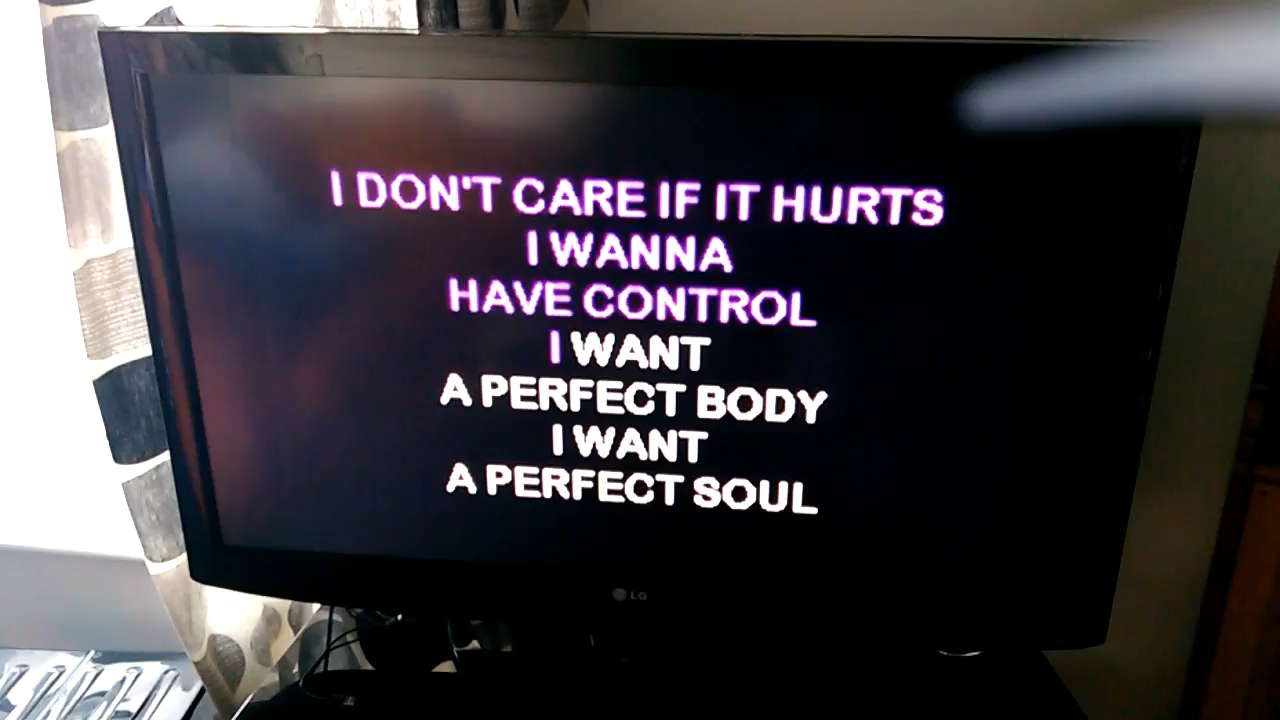 I DON'T CARE IF IT HURTS
I WANNA
HAVE CONTROL
I WANT
A PERFECT BODY
I WANT
A PERFECT SOUL
LG